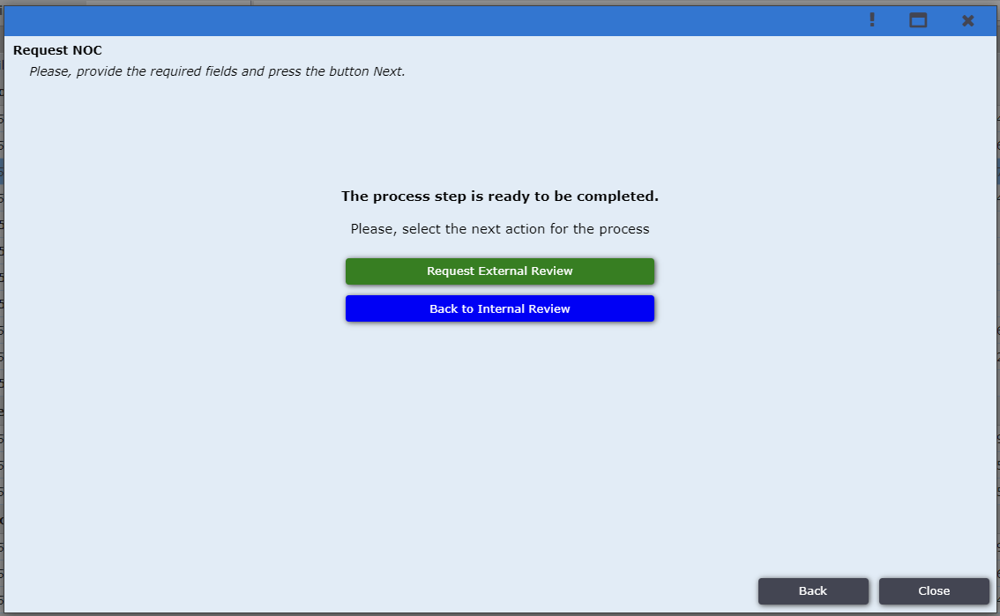 Request NOC
Please, provide the required fields and press the button Next.
The process step is ready to be completed.
Please, select the next action for the process
Request External Review
Back to Internal Review
Back
Close